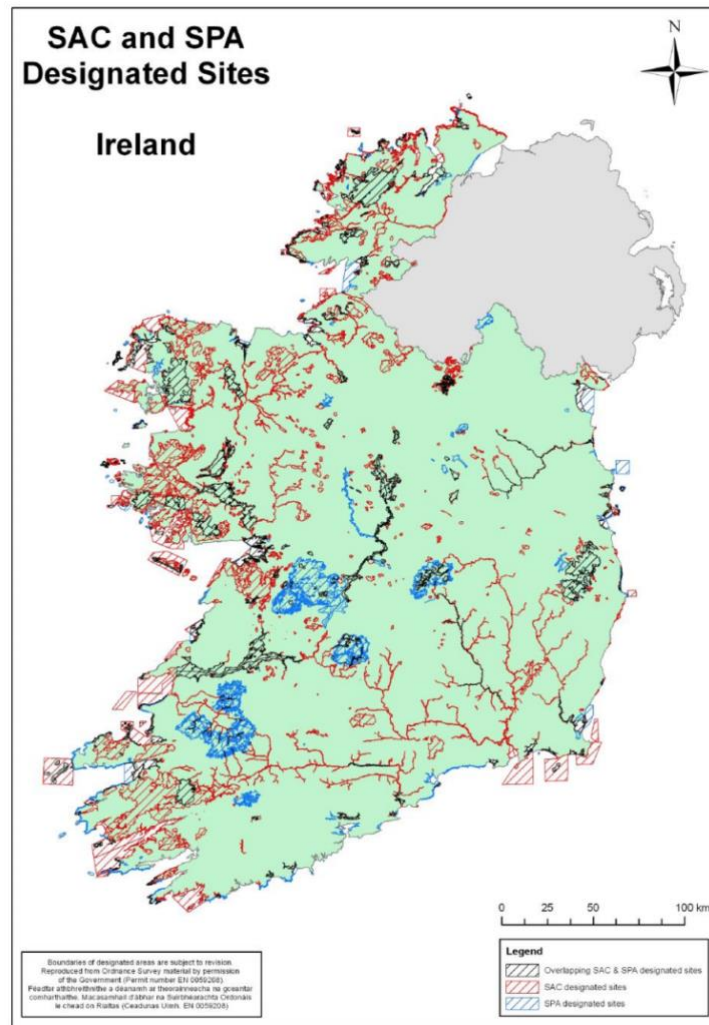 SAC and SPA
Designated Sites
Ireland
N
0 25 50 100 km
Legend
Overlapping SAC & SPA designated sites
SAC designated sites
SPA designated sites
Boundaries of designated areas are subject to revision.
Reproduced from Ordnance Survey material by permission
of the Government (Permit number EN 0059208)